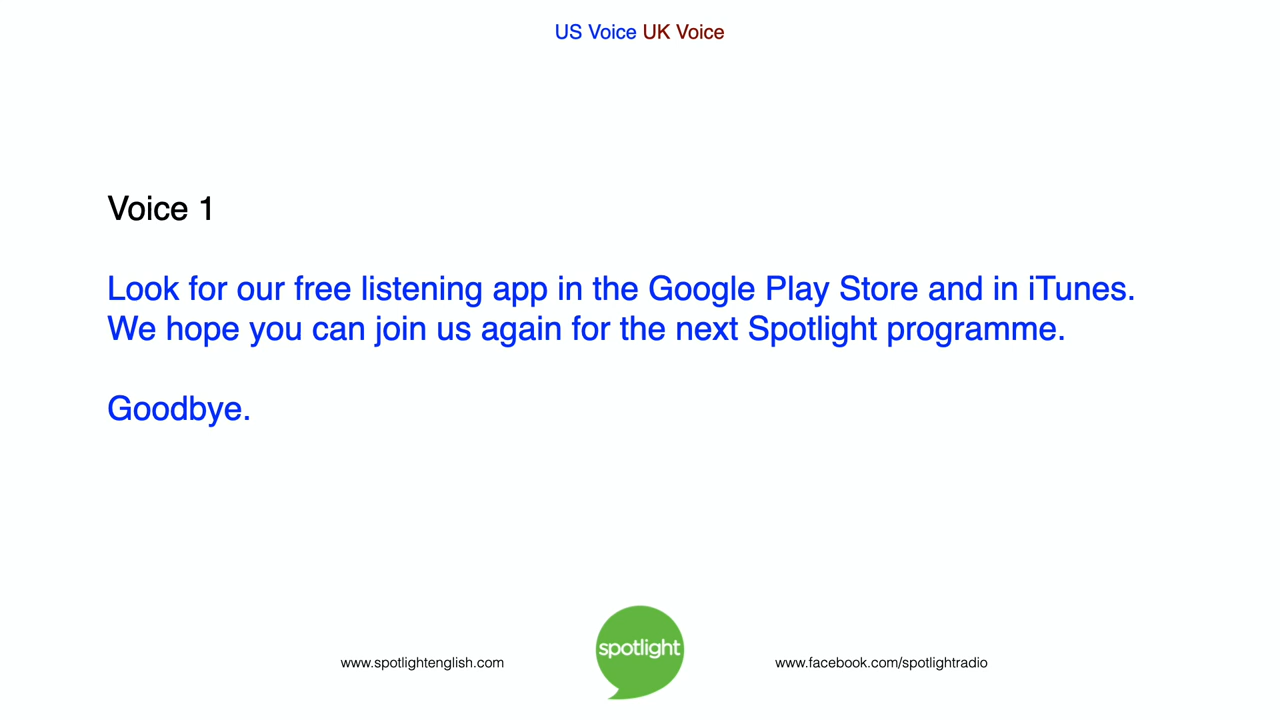 US Voice UK Voice
Voice 1
Look for our free listening app in the Google Play Store and in iTunes.
We hope you can join us again for the next Spotlight programme.
Goodbye.
spotlight
www.spotlightenglish.com
www.facebook.com/spotlightradio